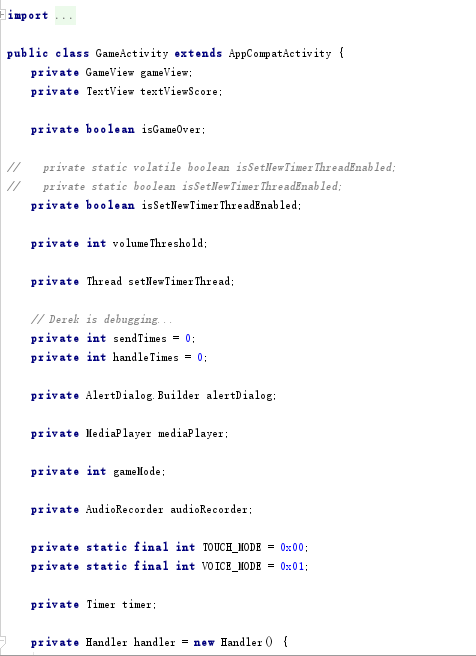 import ...
public class GameActivity extends AppCompatActivity {
    private GameView gameView;
    private TextView textViewScore;
    private boolean isGameOver;
//    private static volatile boolean isSetNewTimerThreadEnabled;
//    private static boolean isSetNewTimerThreadEnabled;
    private boolean isSetNewTimerThreadEnabled;
    private int volumeThreshold;
    private Thread setNewTimerThread;
    // Derek is debugging...
    private int sendTimes = 0;
    private int handleTimes = 0;
    private AlertDialog.Builder alertDialog;
    private MediaPlayer mediaPlayer;
    private int gameMode;
    private AudioRecorder audioRecorder;
    private static final int TOUCH_MODE = 0x00;
    private static final int VOICE_MODE = 0x01;
    private Timer timer;
    private Handler handler = new Handler() {